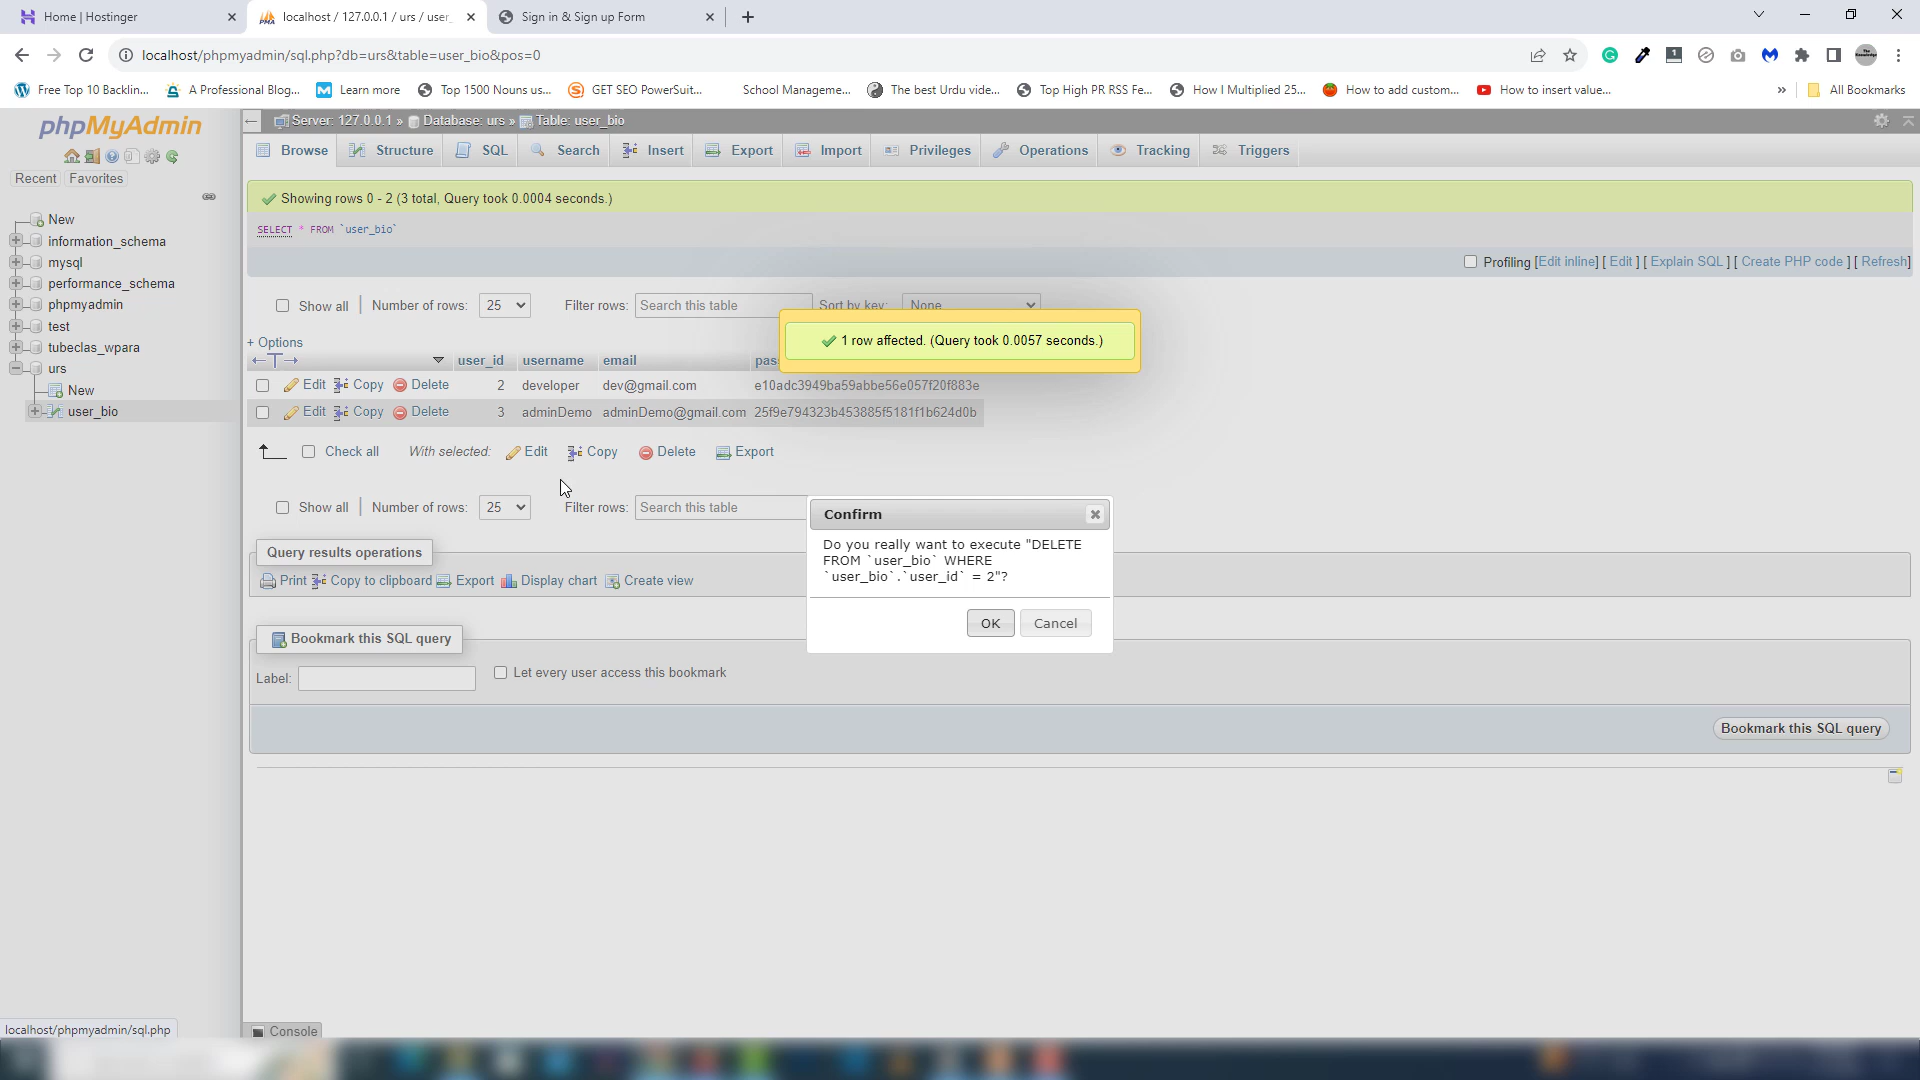 Home | Hostinger
localhost / 127.0.0.1 / urs / user_
Sign in & Sign up Form
localhost/phpmyadmin/sql.php?db=urs&table=user_bio&pos=0
Free Top 10 Backlin...
A Professional Blog...
Learn more
Top 1500 Nouns us...
GET SEO PowerSuit...
School Manageme...
The best Urdu vide...
Top High PR RSS Fe...
How I Multiplied 25...
How to add custom...
How to insert value...
»
All Bookmarks
phpMyAdmin
Recent
Favorites
New
information_schema
mysql
performance_schema
phpmyadmin
test
tubeclas_wpara
urs
New
user_bio
Server: 127.0.0.1 » Database: urs » Table: user_bio
Browse
Structure
SQL
Search
Insert
Export
Import
Privileges
Operations
Tracking
Triggers
Showing rows 0 - 2 (3 total, Query took 0.0004 seconds.)
SELECT * FROM `user_bio`
Profiling [Edit inline] [ Edit ] [ Explain SQL ] [ Create PHP code ] [ Refresh]
Show all
Number of rows: 25
Filter rows: Search this table
Sort by key: None
1 row affected. (Query took 0.0057 seconds.)
+ Options
user_id username email pas
Edit Copy Delete 2 developer dev@gmail.com e10adc3949ba59abbe56e057f20f883e
Edit Copy Delete 3 adminDemo adminDemo@gmail.com 25f9e794323b453885f5181f1b624d0b
Check all With selected: Edit Copy Delete Export
Show all
Number of rows: 25
Filter rows: Search this table
Confirm
Do you really want to execute "DELETE
FROM `user_bio` WHERE
`user_bio`.`user_id` = 2"?
OK
Cancel
Query results operations
Print Copy to clipboard Export Display chart Create view
Bookmark this SQL query
Label:
Let every user access this bookmark
Bookmark this SQL query
localhost/phpmyadmin/sql.php
Console